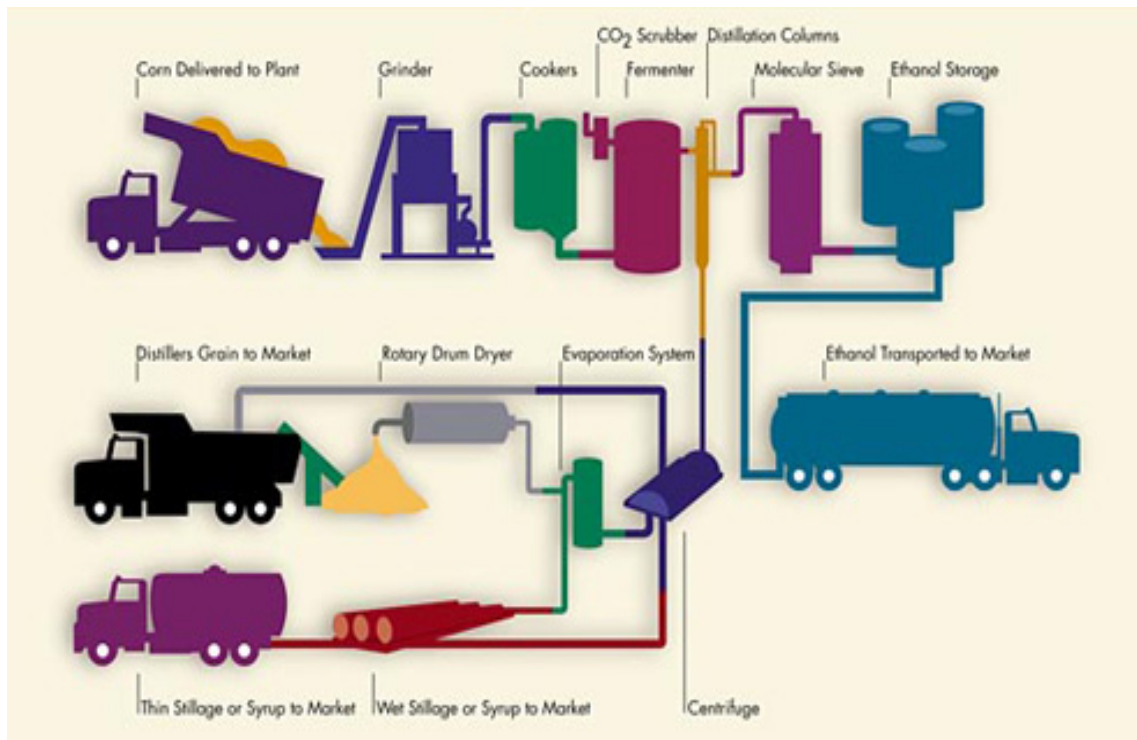 CO2 Scrubber
Distillation Columns
Corn Delivered to Plant
Grinder
Cookers
Fermenter
Molecular Sieve
Ethanol Storage
Distillers Grain to Market
Rotary Drum Dryer
Evaporation System
Ethanol Transported to Market
Thin Stillage or Syrup to Market
Wet Stillage or Syrup to Market
Centrifuge